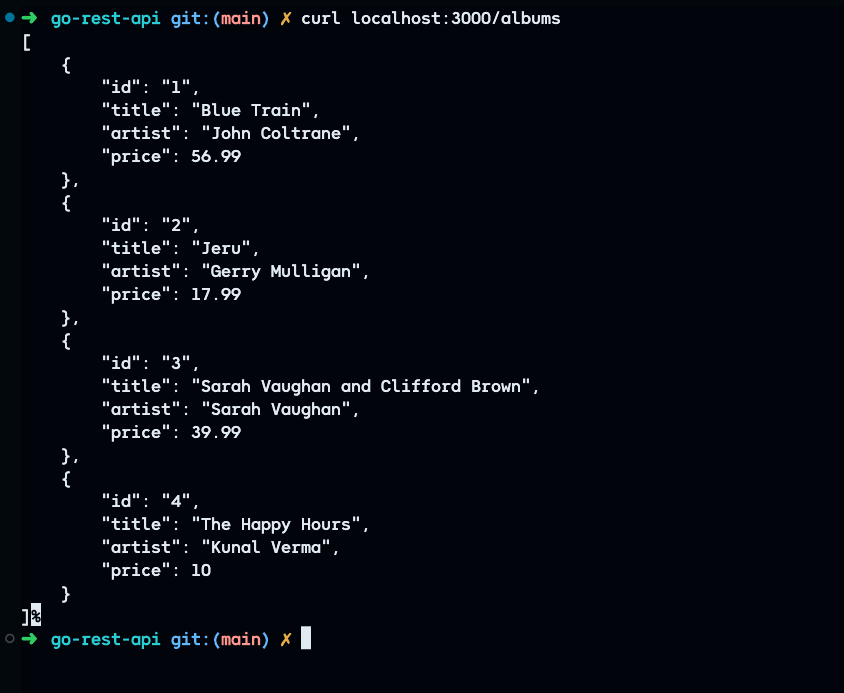 ➜ go-rest-api git:(main) ✗ curl localhost:3000/albums
[
    {
        "id": "1",
        "title": "Blue Train",
        "artist": "John Coltrane",
        "price": 56.99
    },
    {
        "id": "2",
        "title": "Jeru",
        "artist": "Gerry Mulligan",
        "price": 17.99
    },
    {
        "id": "3",
        "title": "Sarah Vaughan and Clifford Brown",
        "artist": "Sarah Vaughan",
        "price": 39.99
    },
    {
        "id": "4",
        "title": "The Happy Hours",
        "artist": "Kunal Verma",
        "price": 10
    }
]%
➜ go-rest-api git:(main) ✗